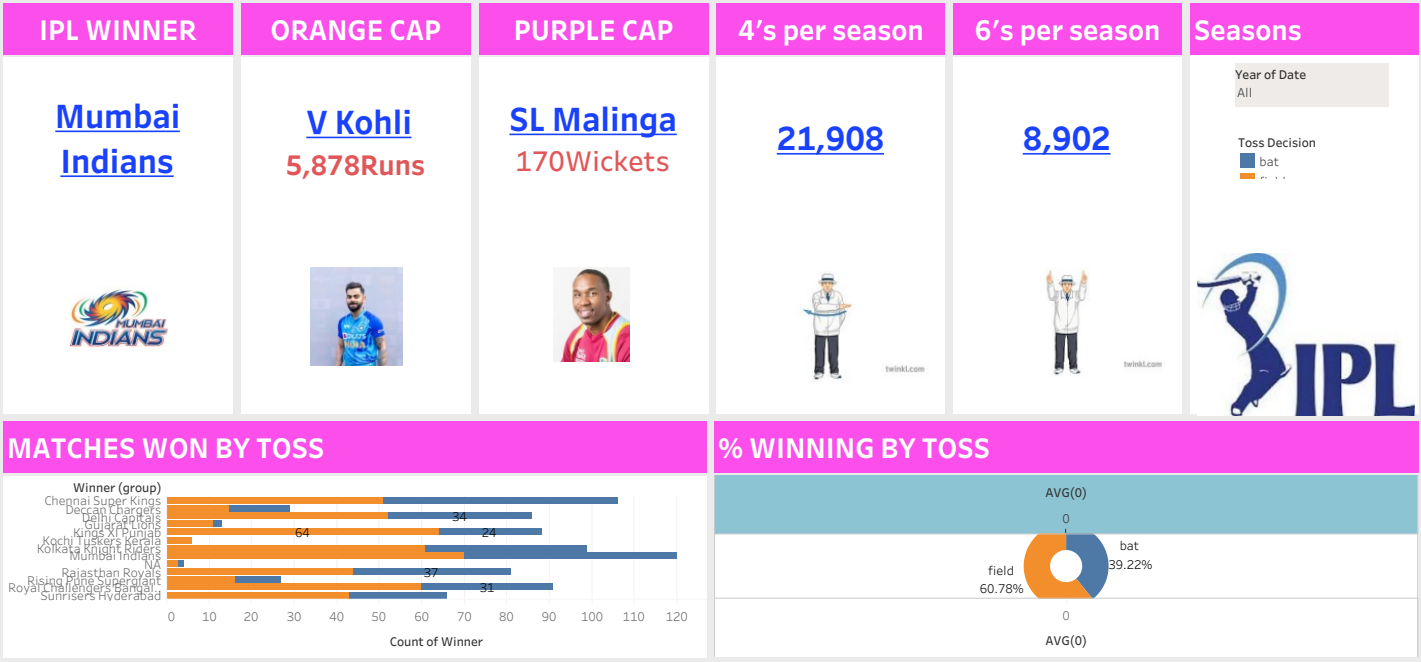 IPL WINNER
ORANGE CAP
PURPLE CAP
4's per season
6's per season
Seasons
Mumbai
Indians
V Kohli
5,878Runs
SL Malinga
170Wickets
21,908
8,902
Year of Date
All
Toss Decision
bat
MUMBAI
INDIANS
twinkl.com
twinkl.com
IPL
MATCHES WON BY TOSS
% WINNING BY TOSS
Winner (group)
Chennai Super Kings
Deccan Chargers
Delhi Capitals
34
Gujarat Lions
Kings XI Punjab
64
24
Kochi Tuskers Kerala
Kolkata Knight Riders
Mumbai Indians
NA
Rajasthan Royals
37
Rising Pune Supergiant
Royal Challengers Bangal..
31
Sunrisers Hyderabad
0 10 20 30 40 50 60 70 80 90 100 110 120
Count of Winner
AVG(0)
0
bat
39.22%
field
60.78%
0
AVG(0)